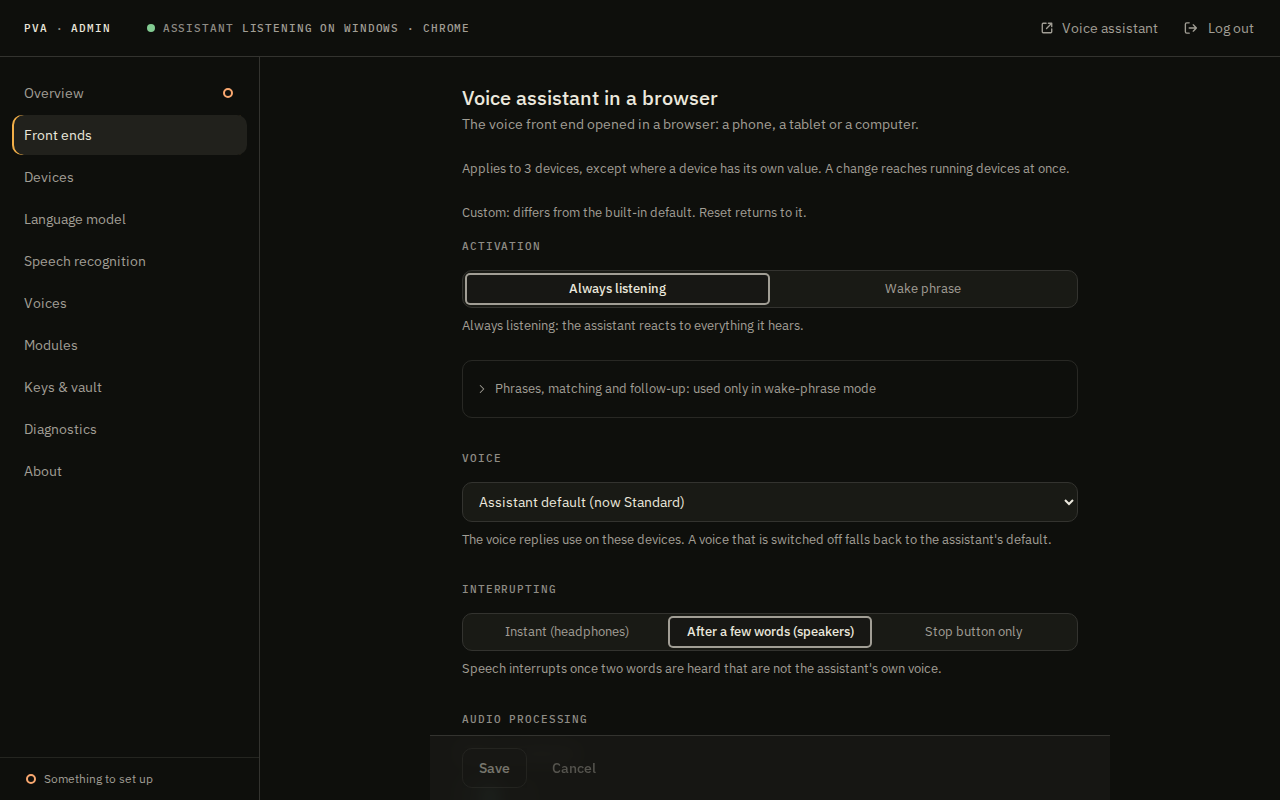 PVA · ADMIN
ASSISTANT LISTENING ON WINDOWS · CHROME
Voice assistant
Log out
Overview
Front ends
Devices
Language model
Speech recognition
Voices
Modules
Keys & vault
Diagnostics
About
Something to set up
Voice assistant in a browser
The voice front end opened in a browser: a phone, a tablet or a computer.
Applies to 3 devices, except where a device has its own value. A change reaches running devices at once.
Custom: differs from the built-in default. Reset returns to it.
ACTIVATION
Always listening
Wake phrase
Always listening: the assistant reacts to everything it hears.
Phrases, matching and follow-up: used only in wake-phrase mode
VOICE
Assistant default (now Standard)
The voice replies use on these devices. A voice that is switched off falls back to the assistant's default.
INTERRUPTING
Instant (headphones)
After a few words (speakers)
Stop button only
Speech interrupts once two words are heard that are not the assistant's own voice.
AUDIO PROCESSING
Save
Cancel